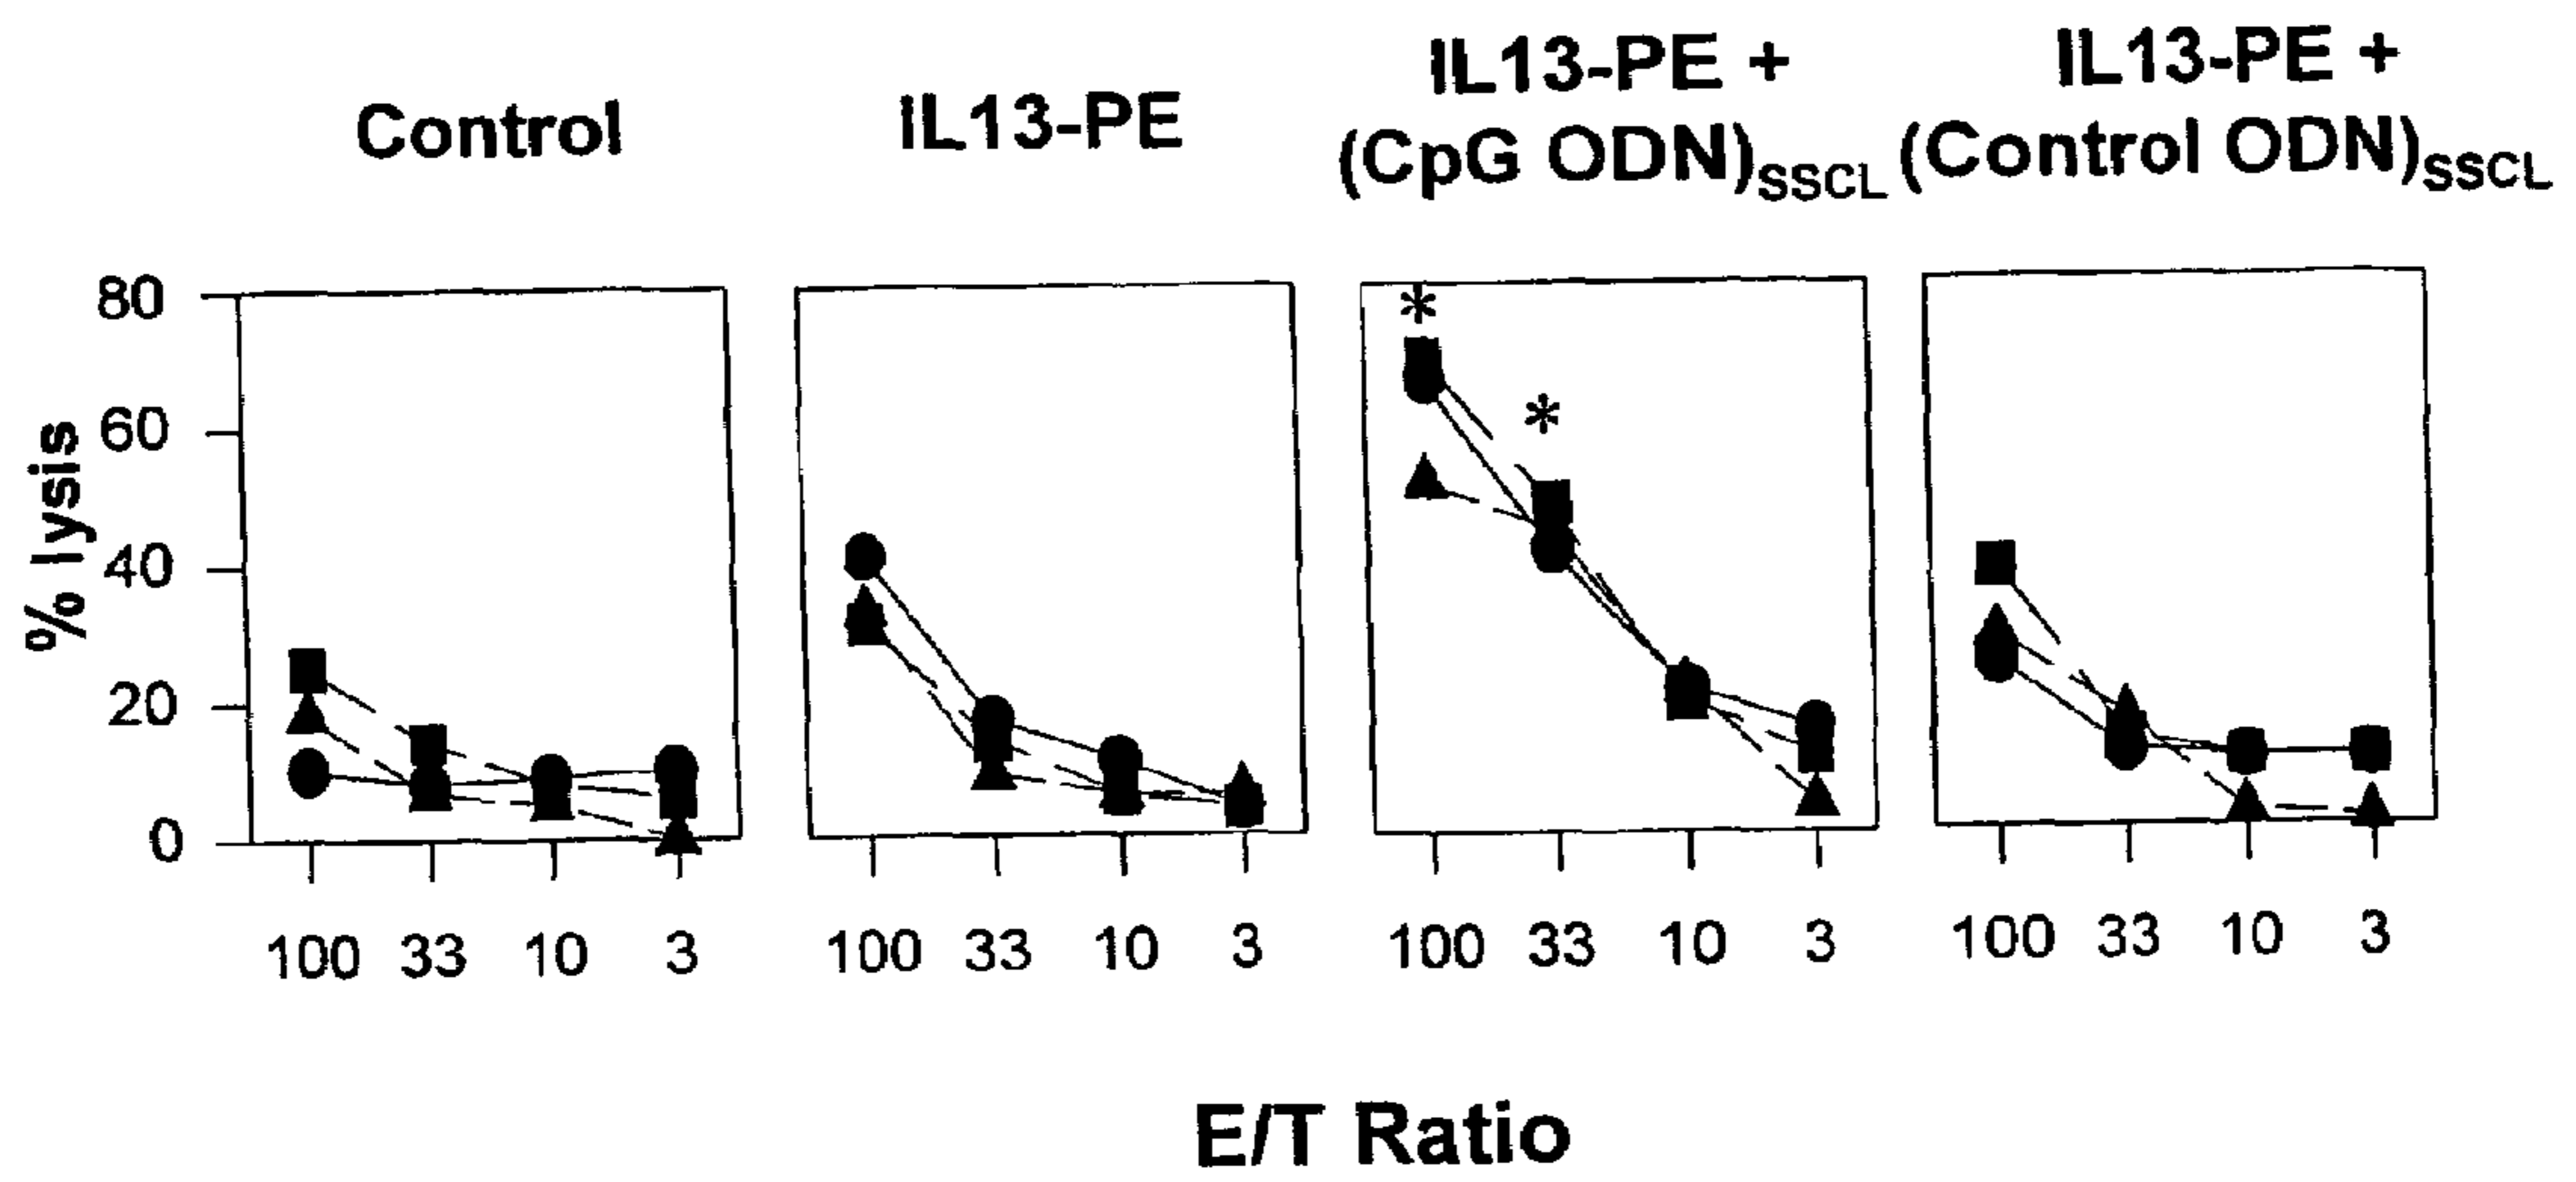 Control
IL13-PE
IL13-PE +
(CpG ODN)SSCL
IL13-PE +
(Control ODN)SSCL
% lysis
80
60
40
20
0
*
*
100 33 10 3
100 33 10 3
100 33 10 3
100 33 10 3
E/T Ratio